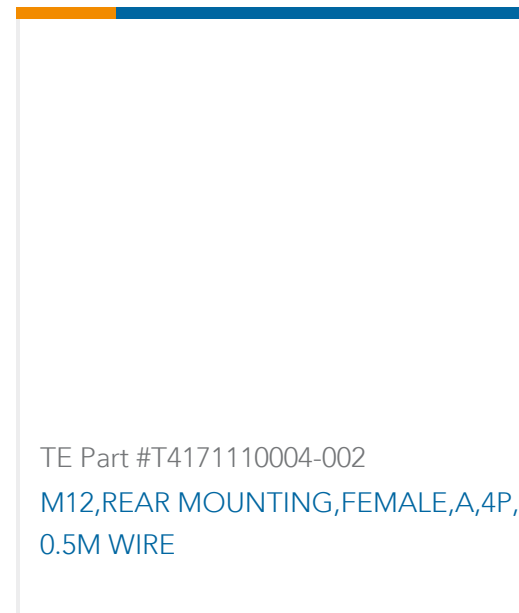 TE Part #T4171110004-002
M12,REAR MOUNTING,FEMALE,A,4P,
0.5M WIRE